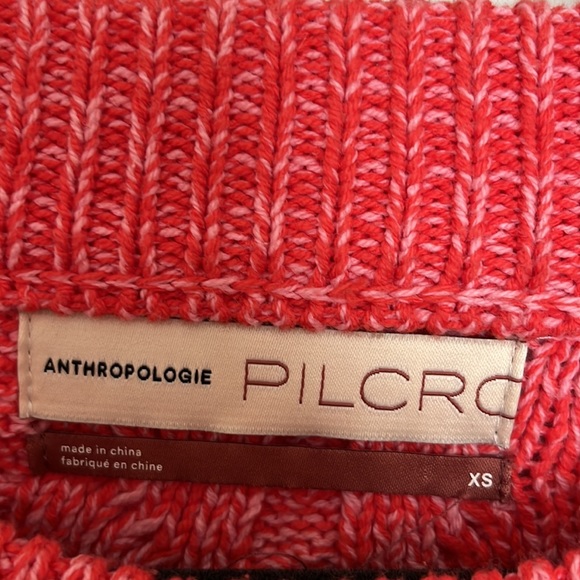 ANTHROPOLOGIE PILCRO
made in china
fabriqué en chine
XS